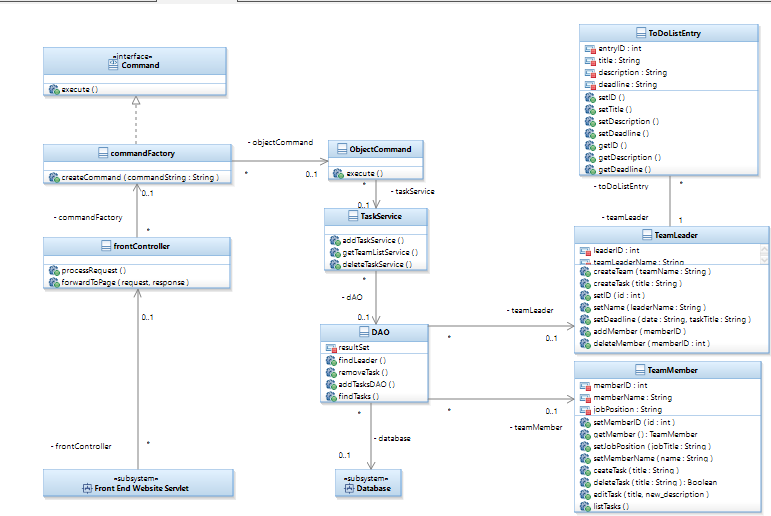 «interface»
Command
execute ( )
commandFactory
createCommand ( commandString : String )
- objectCommand
*
0..1
ObjectCommand
execute ( )
*
- taskService
0..1
TaskService
addTaskService ( )
getTeamListService ( )
deleteTaskService ( )
*
- dAO
0..1
DAO
resultSet
findLeader ( )
removeTask ( )
addTasksDAO ( )
findTasks ( )
0..1
- commandFactory
*
frontController
processRequest ( )
forwardToPage ( request, response )
0..1
- frontController
*
«subsystem»
Front End Website Servlet
*
- database
0..1
«subsystem»
Database
- teamLeader
*
0..1
*
0..1
- teamMember
ToDoListEntry
entryID : int
title : String
description : String
deadline : String
setID ( )
setTitle ( )
setDescription ( )
setDeadline ( )
getID ( )
getDescription ( )
getDeadline ( )
*
- toDoListEntry
- teamLeader
1
TeamLeader
leaderID : int
teamLeaderName : String
createTeam ( teamName : String )
createTask ( title : String )
setID ( id : int )
setName ( leaderName : String )
setDeadline ( date : String, taskTitle : String )
addMember ( memberID )
deleteMember ( memberID : int )
TeamMember
memberID : int
memberName : String
jobPosition : String
setMemberID ( id : int )
getMember ( ) : TeamMember
setJobPosition ( jobTitle : String )
setMemberName ( name : String )
ceateTask ( title : String )
deleteTask ( title : String ) : Boolean
editTask ( title, new_description )
listTasks ( )